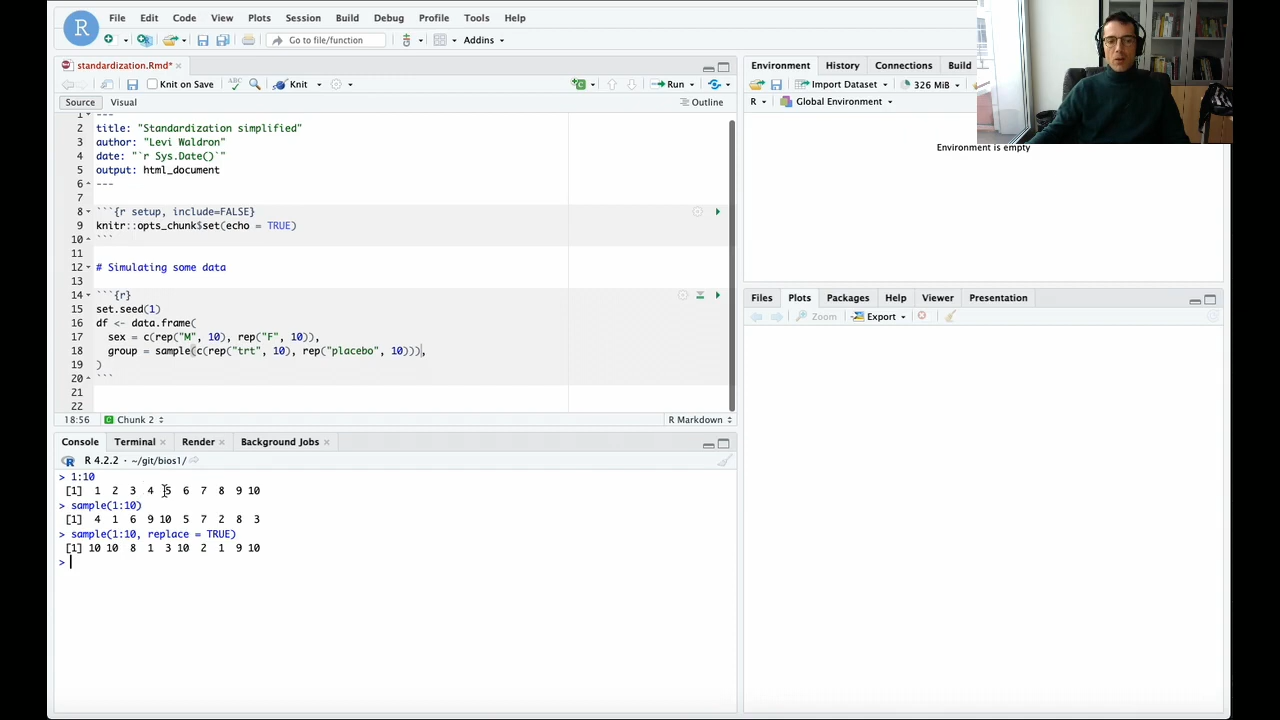 R File Edit Code View Plots Session Build Debug Profile Tools Help
Go to file/function Addins
standardization.Rmd*
Knit on Save ABC Knit Run
Source Visual Outline
1 ---
2 title: "Standardization simplified"
3 author: "Levi Waldron"
4 date: "`r Sys.Date()`"
5 output: html_document
6 ---
7
8 ```{r setup, include=FALSE}
9 knitr::opts_chunk$set(echo = TRUE)
10 ```
11
12 # Simulating some data
13
14 ```{r}
15 set.seed(1)
16 df <- data.frame(
17 sex = c(rep("M", 10), rep("F", 10)),
18 group = sample(c(rep("trt", 10), rep("placebo", 10))),
19 )
20 ```
21
22
18:56 C Chunk 2 R Markdown
Console Terminal Render Background Jobs
R R 4.2.2 · ~/git/bios1/
> 1:10
[1] 1 2 3 4 5 6 7 8 9 10
> sample(1:10)
[1] 4 1 6 9 10 5 7 2 8 3
> sample(1:10, replace = TRUE)
[1] 10 10 8 1 3 10 2 1 9 10
>
Environment History Connections Build
Import Dataset 326 MiB
R Global Environment
Environment is empty
Files Plots Packages Help Viewer Presentation
Zoom Export